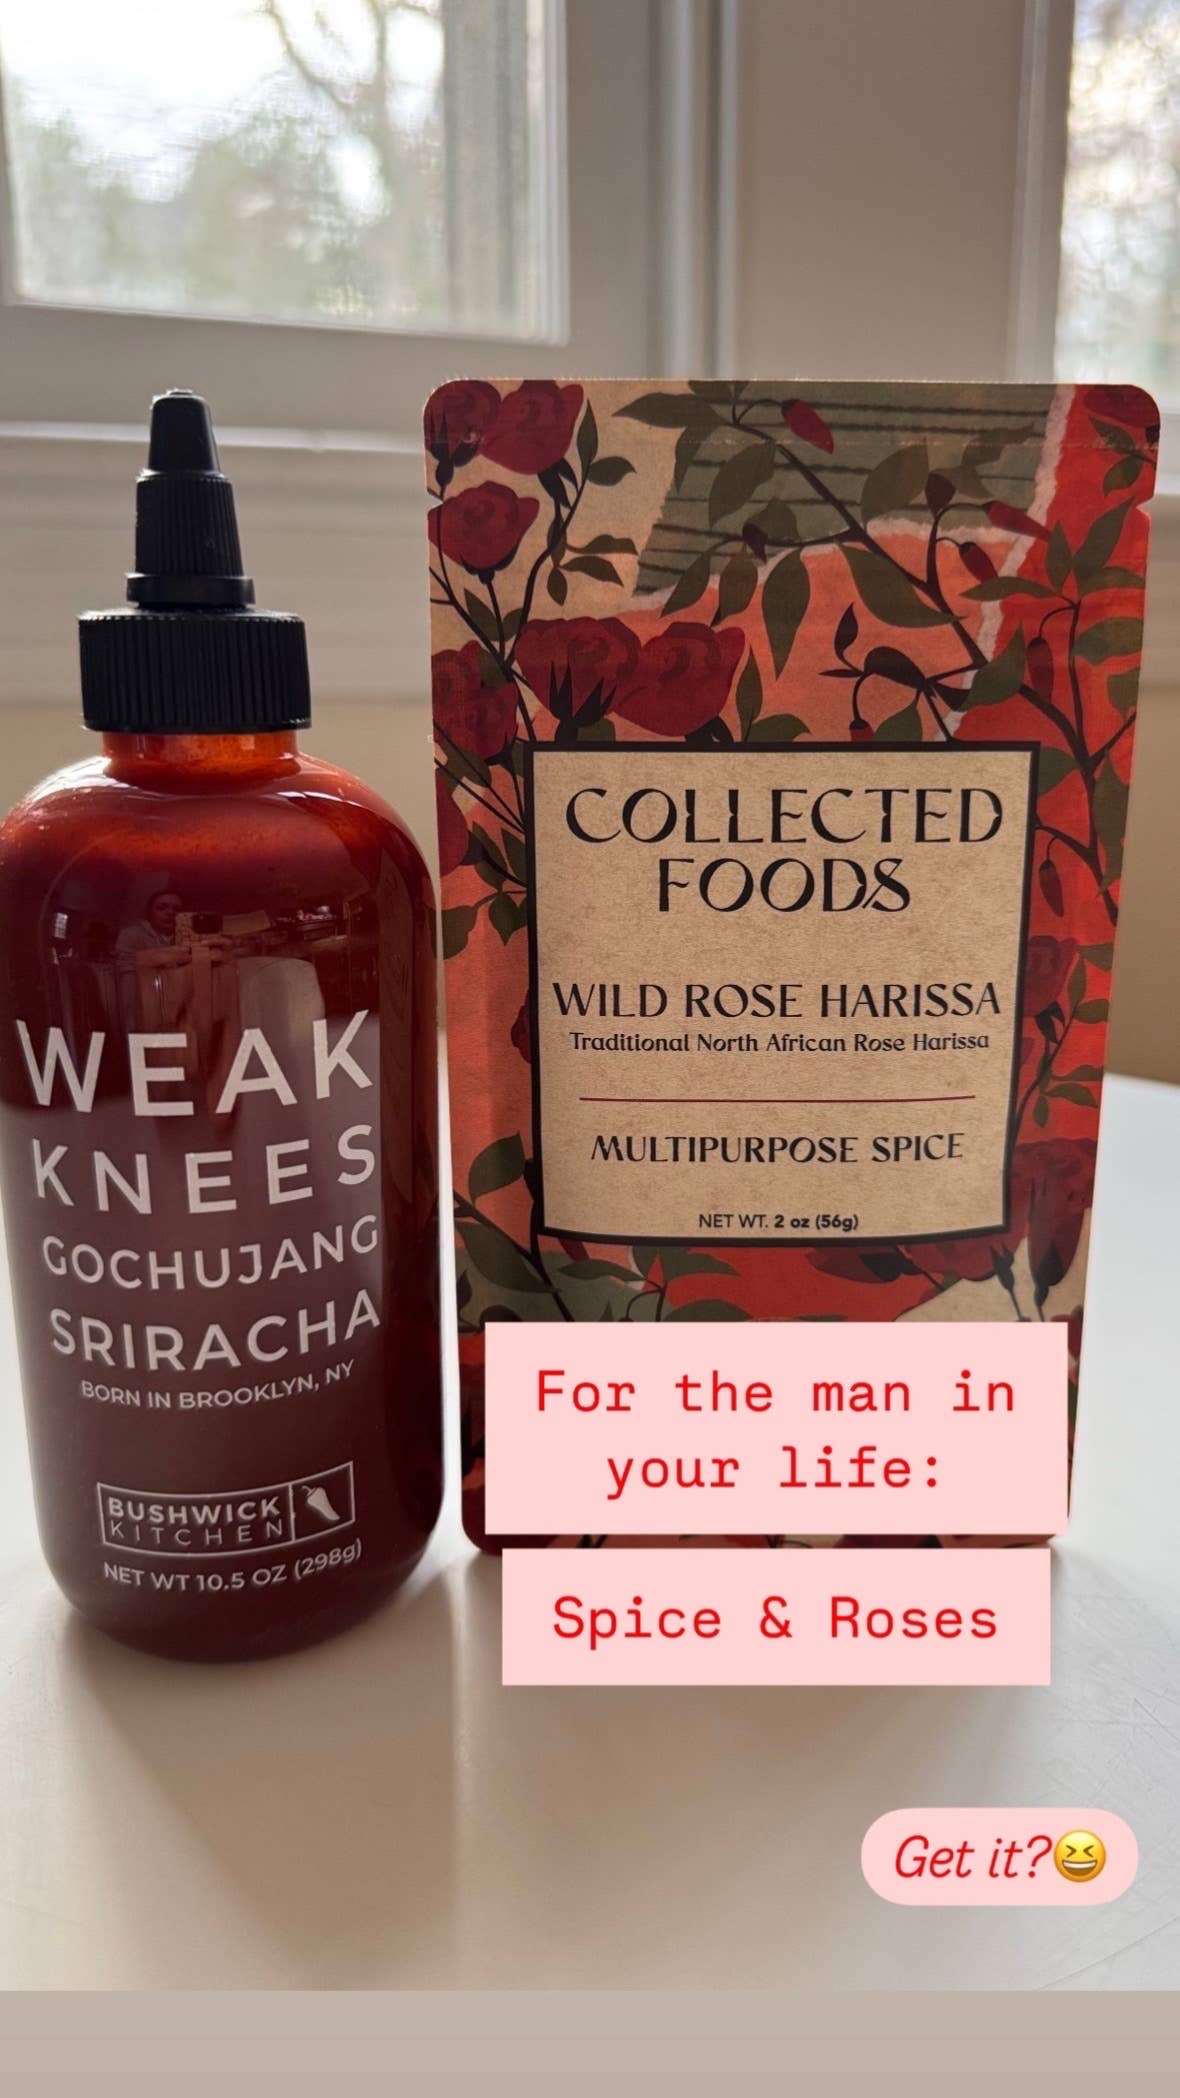 WEAK
KNEES
GOCHUJANG
SRIRACHA
BORN IN BROOKLYN, NY
BUSHWICK
KITCHEN
NET WT 10.5 OZ (298g)
COLLECTED
FOODS
WILD ROSE HARISSA
Traditional North African Rose Harissa
MULTIPURPOSE SPICE
NET WT. 2 oz (56g)
For the man in
your life:
Spice & Roses
Get it?😆